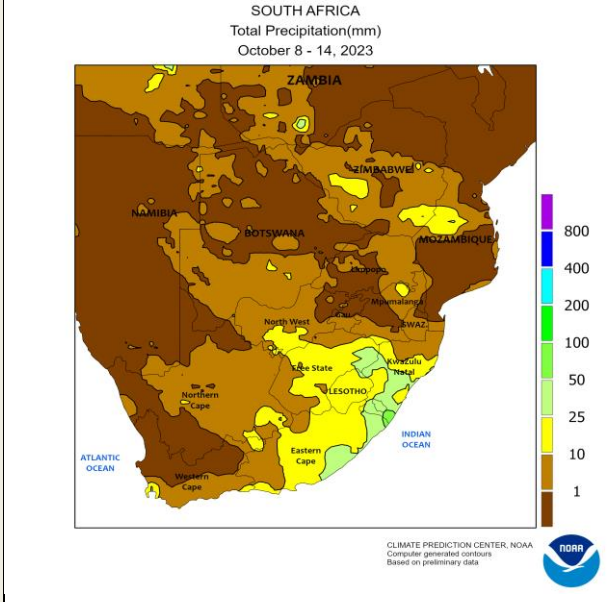 SOUTH AFRICA
Total Precipitation(mm)
October 8 - 14, 2023
ZAMBIA
ZIMBABWE
NAMIBIA
BOTSWANA
MOZAMBIQUE
Limpopo
Mpumalanga
Gau
SWAZ.
North West
Free State
KwaZulu
Natal
LESOTHO
Northern
Cape
Eastern
Cape
Western
Cape
ATLANTIC
OCEAN
INDIAN
OCEAN
800
400
200
100
50
25
10
1
CLIMATE PREDICTION CENTER, NOAA
Computer generated contours
Based on preliminary data
NOAA